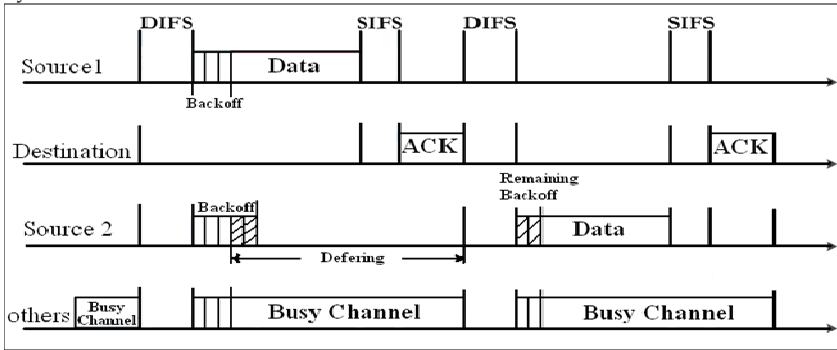 DIFS SIFS DIFS SIFS
Source1 Data
Backoff
Destination ACK ACK
Remaining
Backoff
Backoff
Source 2 Data
Defering
others Busy
Channel Busy Channel Busy Channel